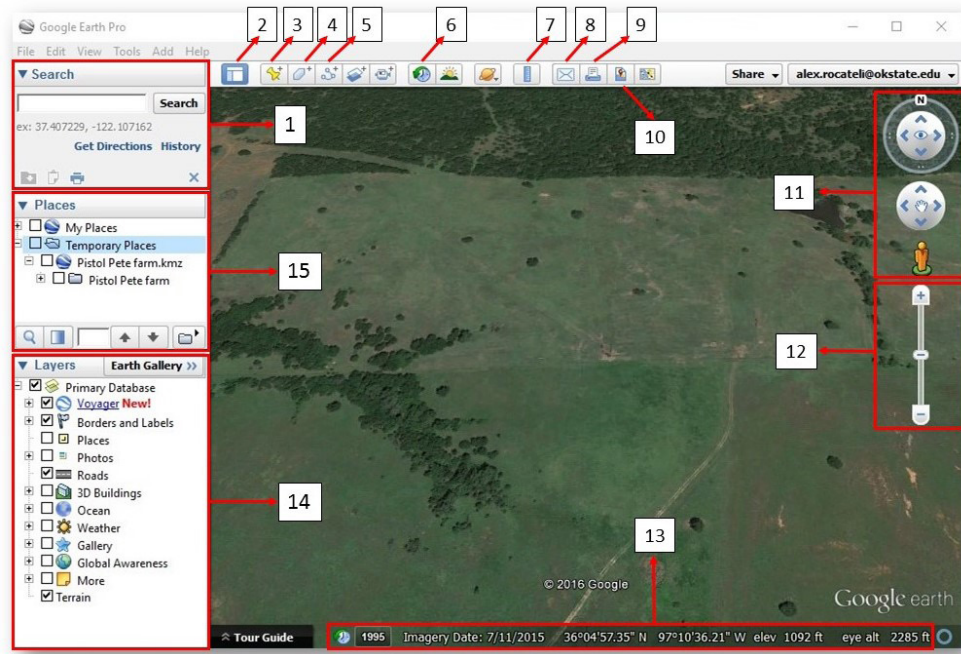 Google Earth Pro
File Edit View Tools Add Help
2 3 4 5 6 7 8 9
▼ Search
Search
ex: 37.407229, -122.107162
Get Directions History
1
Share alex.rocateli@okstate.edu
10
N
11
▼ Places
My Places
Temporary Places
Pistol Pete farm.kmz
Pistol Pete farm
15
12
▼ Layers Earth Gallery >>
Primary Database
Voyager New!
Borders and Labels
Places
Photos
Roads
3D Buildings
Ocean
Weather
Gallery
Global Awareness
More
Terrain
14
13
© 2016 Google
Google earth
Tour Guide 1995 Imagery Date: 7/11/2015 36°04'57.35" N 97°10'36.21" W elev 1092 ft eye alt 2285 ft